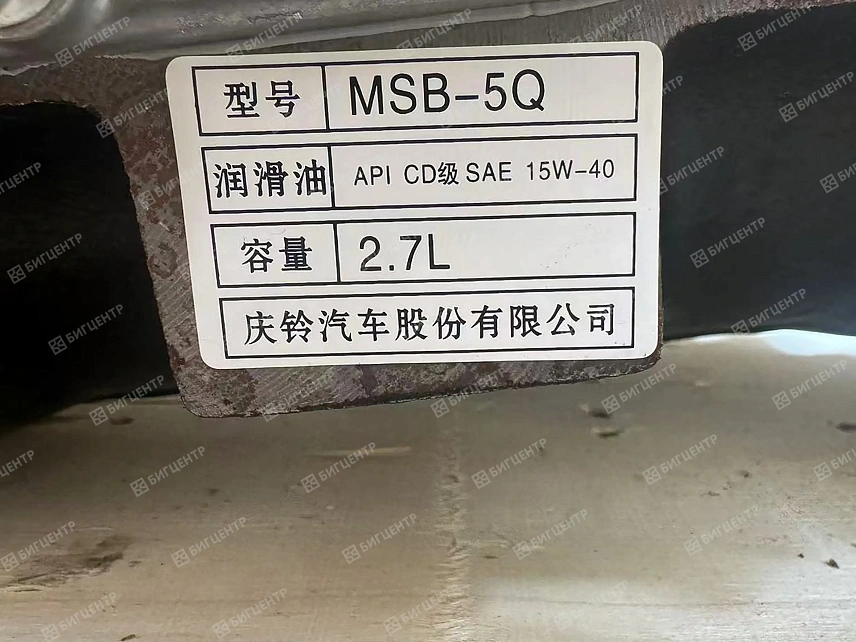 型号 MSB-5Q
润滑油 API CD级 SAE 15W-40
容量 2.7L
庆铃汽车股份有限公司
БИГЦЕНТР